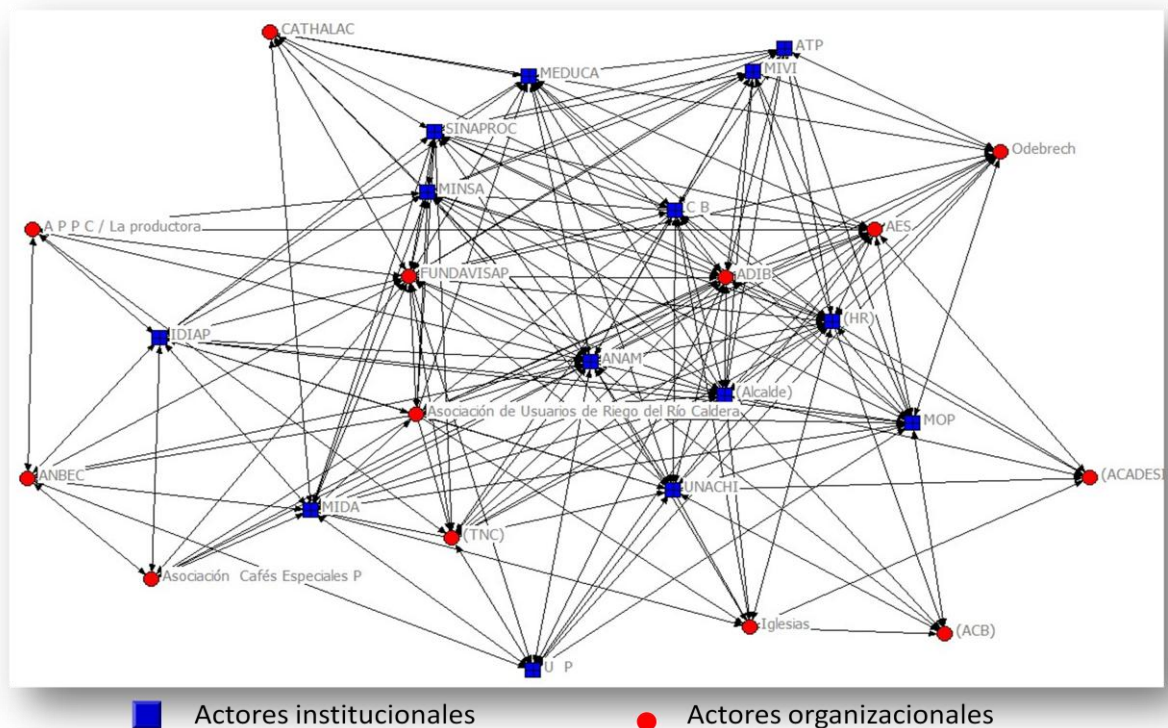 CATHALAC
ATP
MIVI
MEDUCA
SINAPROC
Odebrech
MINSA
C B
A P P C / La productora
AES
FUNDAVISAP
ADIB
(HR)
IDIAP
ANAM
(Alcalde)
Asociación de Usuarios de Riego del Río Caldera
MOP
ANBEC
(ACADESI
UNACHI
MIDA
(TNC)
Asociación Cafés Especiales P
Iglesias
(ACB)
U P
Actores institucionales
Actores organizacionales